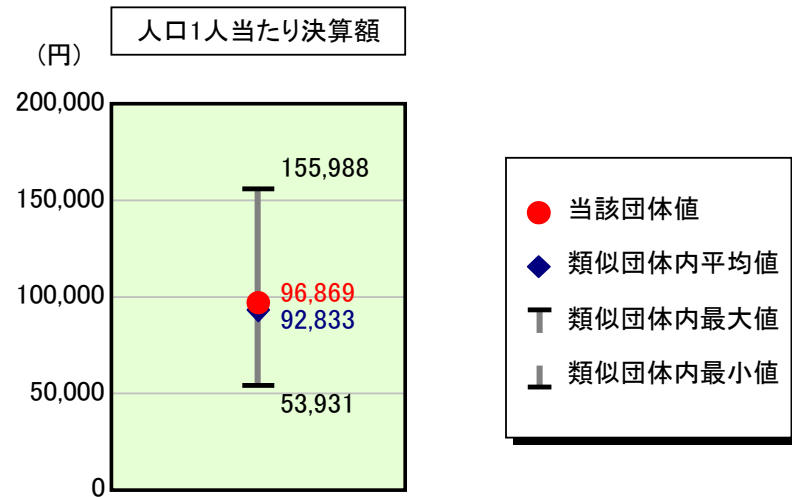 人口1人当たり決算額
(円)
200,000
150,000
100,000
50,000
0
155,988
96,869
92,833
53,931
当該団体値
類似団体内平均値
類似団体内最大値
類似団体内最小値